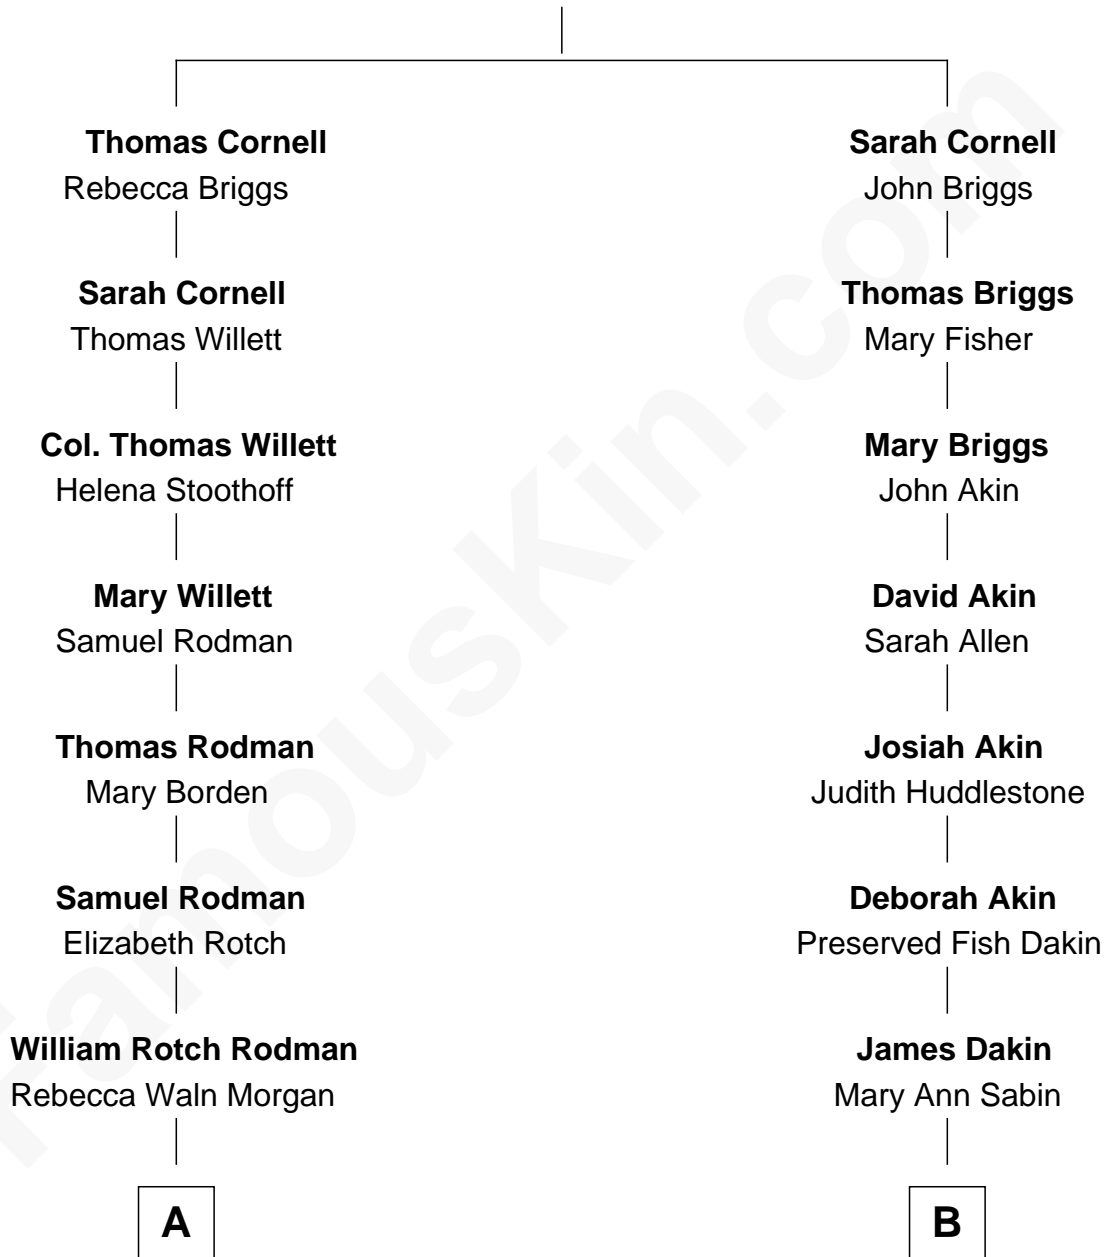 Thomas Cornell
Rebecca Briggs
Sarah Cornell
Thomas Willett
Col. Thomas Willett
Helena Stoothoff
Mary Willett
Samuel Rodman
Thomas Rodman
Mary Borden
Samuel Rodman
Elizabeth Rotch
William Rotch Rodman
Rebecca Waln Morgan
A
Sarah Cornell
John Briggs
Thomas Briggs
Mary Fisher
Mary Briggs
John Akin
David Akin
Sarah Allen
Josiah Akin
Judith Huddlestone
Deborah Akin
Preserved Fish Dakin
James Dakin
Mary Ann Sabin
B
FamousKin.com